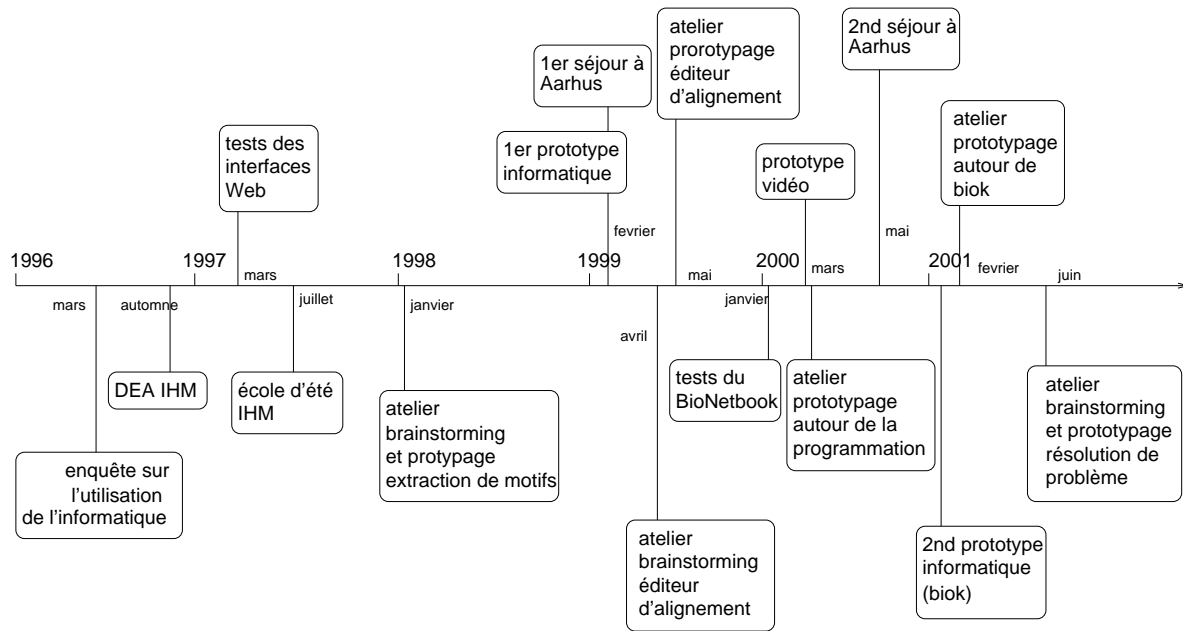 atelier
prorotypage
éditeur
d'alignement
2nd séjour à
Aarhus
1er séjour à
Aarhus
tests des
interfaces
Web
1er prototype
informatique
prototype
vidéo
atelier
prototypage
autour de
biok
fevrier
mai
1996
1997
1998
1999
2000
2001
mars
mai
mars
fevrier
mars
automne
juillet
janvier
janvier
juin
avril
DEA IHM
école d'été
IHM
tests du
BioNetbook
atelier
prototypage
autour de la
programmation
atelier
brainstorming
et prototypage
résolution de
problème
atelier
brainstorming
et protypage
extraction de motifs
enquête sur
l'utilisation
de l'informatique
atelier
brainstorming
éditeur
d'alignement
2nd prototype
informatique
(biok)